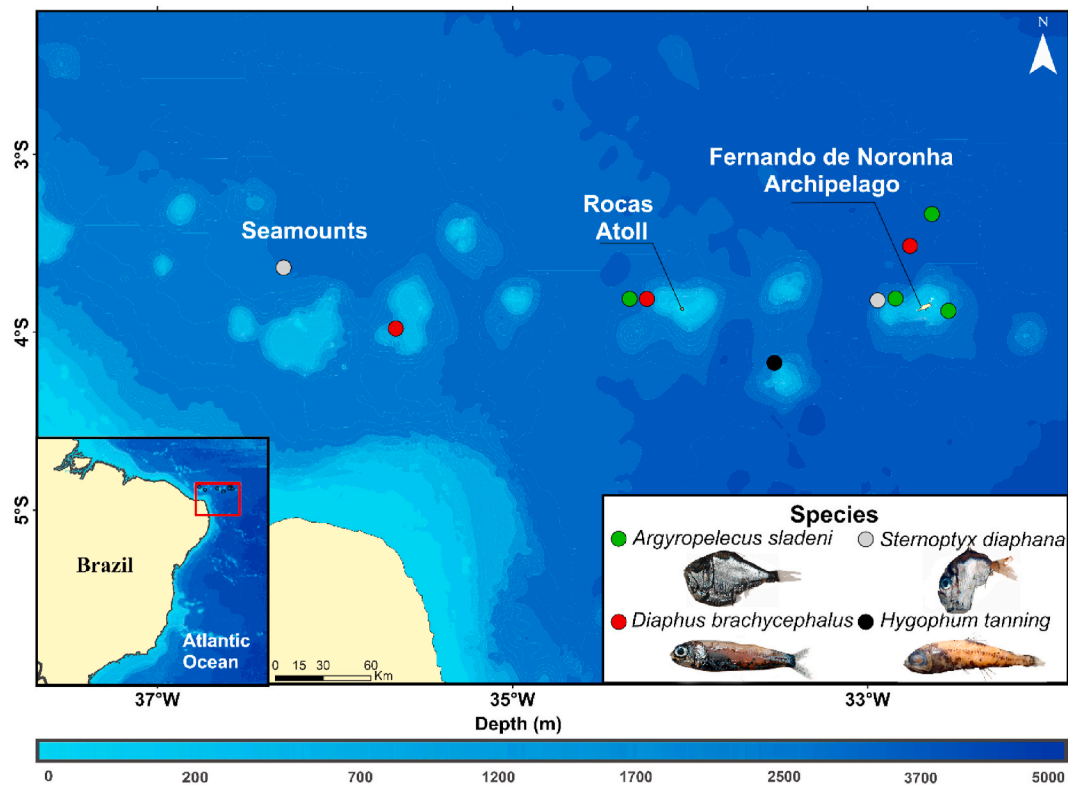 N
3°S
4°S
5°S
Fernando de Noronha
Archipelago
Rocas
Atoll
Seamounts
Brazil
Atlantic
Ocean
0 15 30 60
Km
Species
Argyropelecus sladeni
Sternoptyx diaphana
Diaphus brachycephalus
Hygophum tanning
37°W 35°W 33°W
Depth (m)
0 200 700 1200 1700 2500 3700 5000